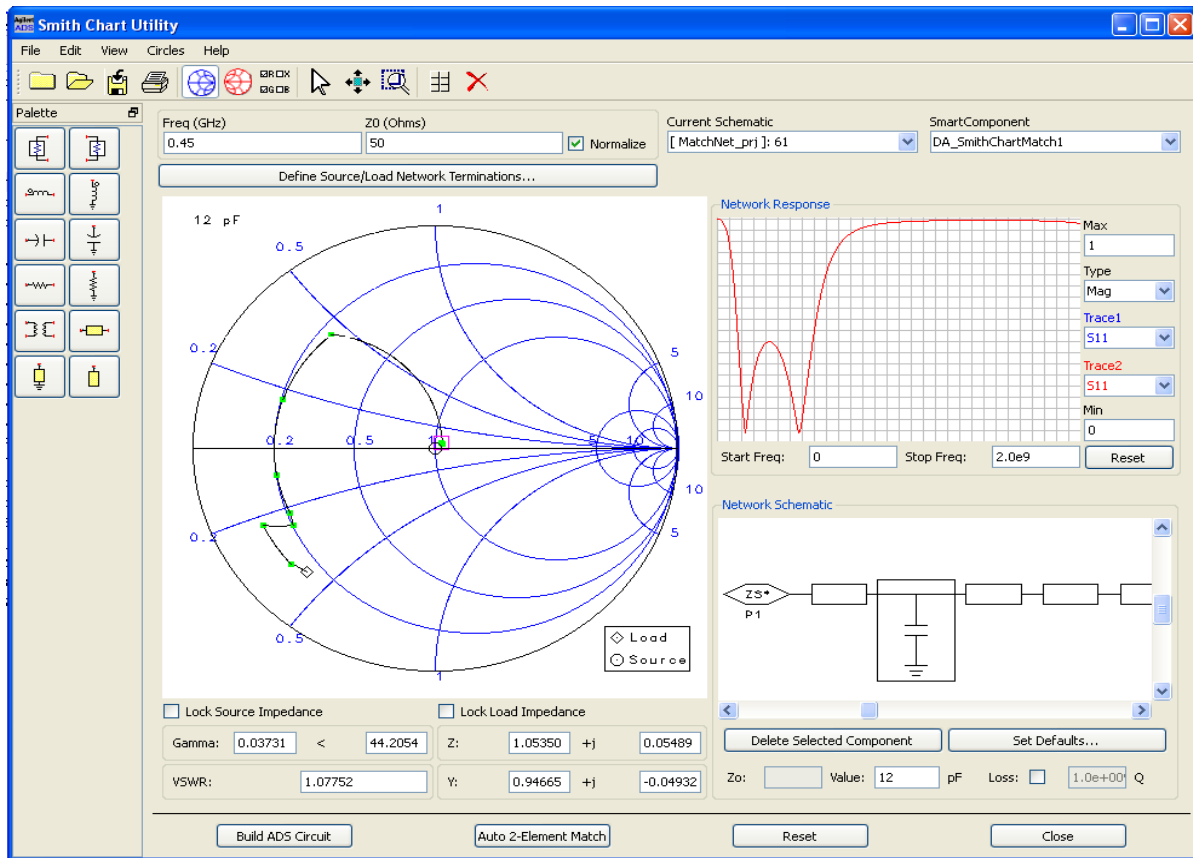 Agilent
ADS
Smith Chart Utility
File Edit View Circles Help
Palette
Freq (GHz) Z0 (Ohms)
0.45 50 Normalize
Define Source/Load Network Terminations...
Current Schematic SmartComponent
[ MatchNet_prj ]: 61 DA_SmithChartMatch1
12 pF
1
0.5
0.2
0.2 0.5 1 5 10
5
10
10
5
0.2
0.5
1
Load
Source
Network Response
Max
1
Type
Mag
Trace1
S11
Trace2
S11
Min
0
Start Freq: 0 Stop Freq: 2.0e9 Reset
Network Schematic
ZS*
P1
Lock Source Impedance Lock Load Impedance
Gamma: 0.03731 < 44.2054 Z: 1.05350 +j 0.05489
VSWR: 1.07752 Y: 0.94665 +j -0.04932
Delete Selected Component Set Defaults...
Zo: Value: 12 pF Loss: Q
Build ADS Circuit Auto 2-Element Match Reset Close